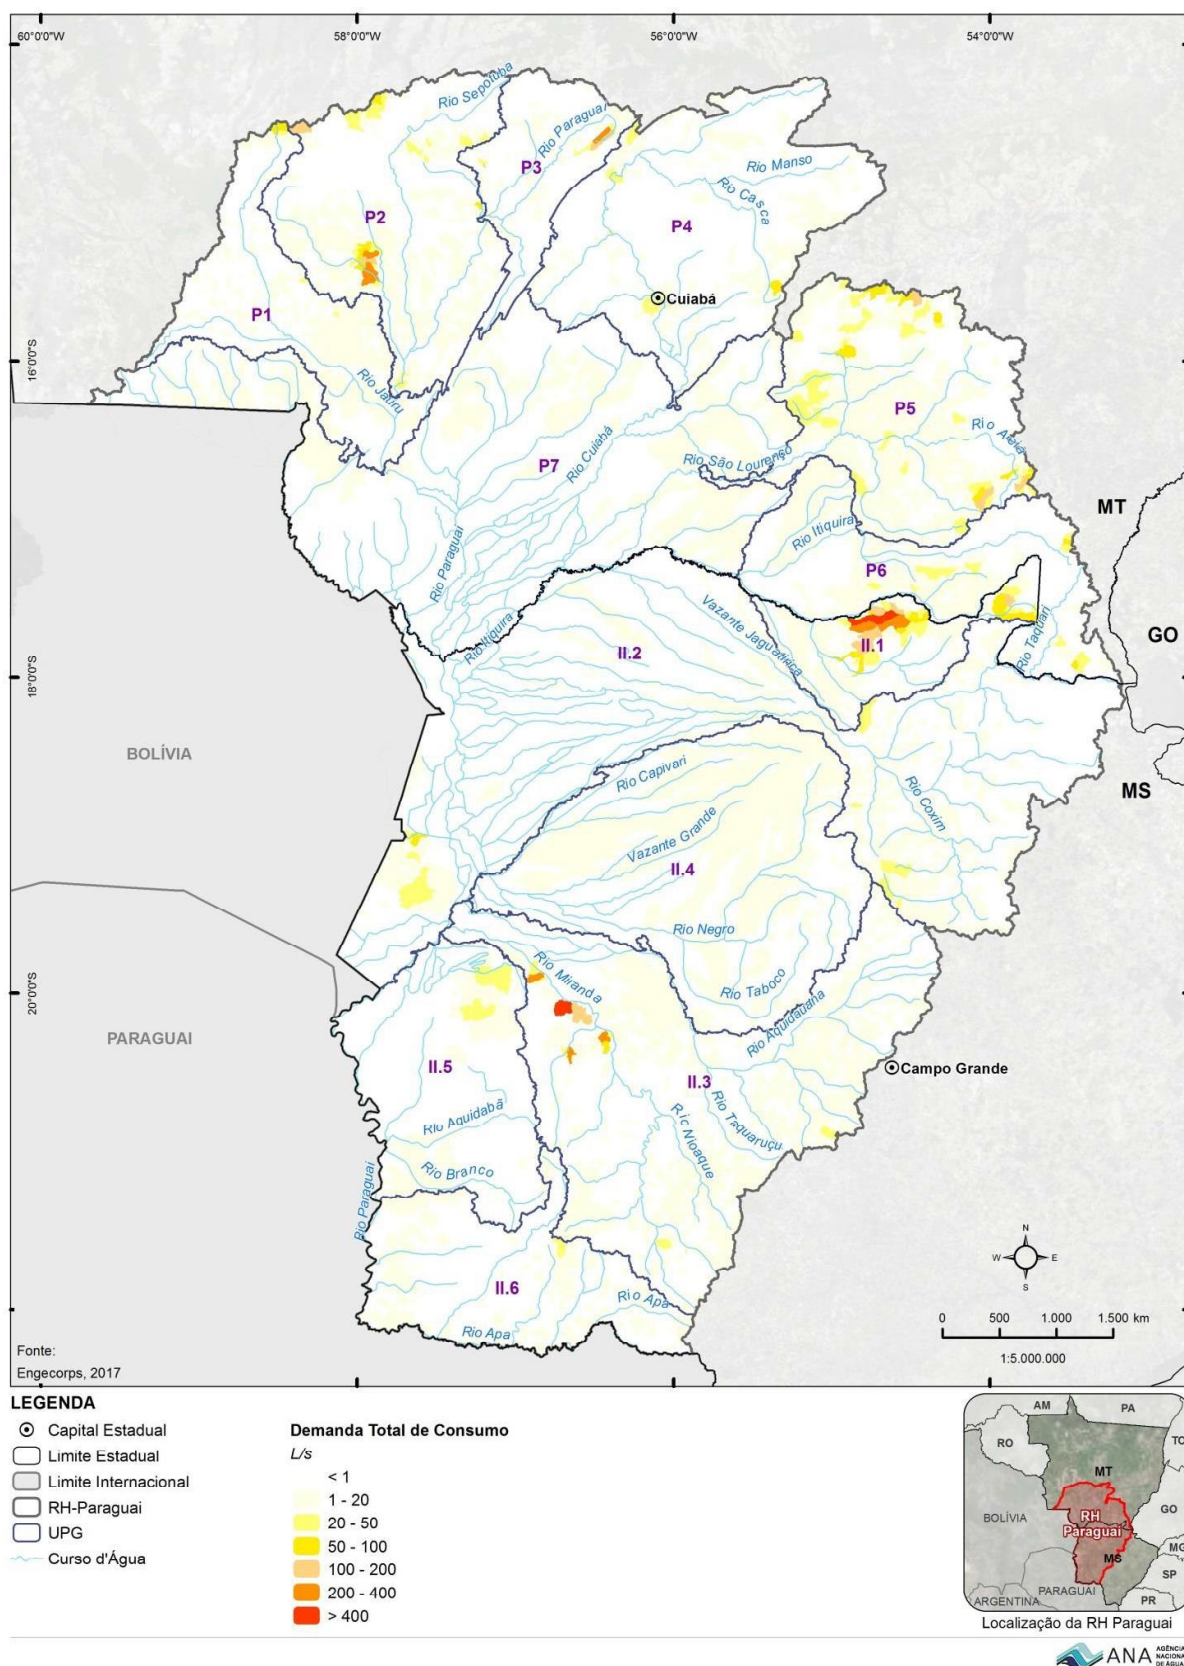 60°0'0"W 58°0'0"W 56°0'0"W 54°0'0"W
Rio Sepotuba
Rio Paraguai
P3
Rio Manso
Rio Casca
P2
P4
Cuiabá
P1
16°0'0"S
Rio Jauru
P5
Rio Cuiabá
P7
Rio São Lourenço
MT
Rio Itiquira
Rio Paraguai
P6
Vazante Jaguatirica
Rio Taquari
GO
Rio Itiquira
II.2
II.1
18°0'0"S
BOLÍVIA
Rio Capivari
Rio Coxim
MS
Vazante Grande
II.4
Rio Negro
Rio Miranda
Rio Taboco
20°0'0"S
Rio Aquidauana
PARAGUAI
II.5
Campo Grande
II.3
Rio Taquaruçu
Rio Aquidabã
Rio Nioaque
Rio Branco
Rio Paraguai
N
W E
S
II.6
Rio Apa
Rio Apa
0 500 1.000 1.500 km
1:5.000.000
Fonte:
Engecorps, 2017
LEGENDA
Capital Estadual
Limite Estadual
Limite Internacional
RH-Paraguai
UPG
Curso d'Água
Demanda Total de Consumo
L/s
< 1
1 - 20
20 - 50
50 - 100
100 - 200
200 - 400
> 400
AM
PA
RO
TO
MT
BOLÍVIA
GO
RH
Paraguai
MS
MG
SP
PARAGUAI
ARGENTINA
PR
Localização da RH Paraguai
ANA
AGÊNCIA
NACIONAL
DE ÁGUAS